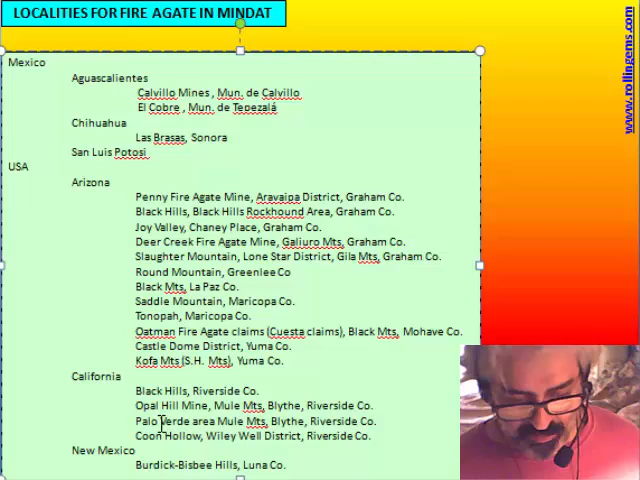 LOCALITIES FOR FIRE AGATE IN MINDAT
www.rollingems.com
Mexico
Aguascalientes
Calvillo Mines , Mun. de Calvillo
El Cobre , Mun. de Tepezalá
Chihuahua
Las Brasas, Sonora
San Luis Potosi
USA
Arizona
Penny Fire Agate Mine, Aravaipa District, Graham Co.
Black Hills, Black Hills Rockhound Area, Graham Co.
Joy Valley, Chaney Place, Graham Co.
Deer Creek Fire Agate Mine, Galiuro Mts, Graham Co.
Slaughter Mountain, Lone Star District, Gila Mts, Graham Co.
Round Mountain, Greenlee Co
Black Mts, La Paz Co.
Saddle Mountain, Maricopa Co.
Tonopah, Maricopa Co.
Oatman Fire Agate claims (Cuesta claims), Black Mts, Mohave Co.
Castle Dome District, Yuma Co.
Kofa Mts (S.H. Mts), Yuma Co.
California
Black Hills, Riverside Co.
Opal Hill Mine, Mule Mts, Blythe, Riverside Co.
Palo Verde area Mule Mts, Blythe, Riverside Co.
Coon Hollow, Wiley Well District, Riverside Co.
New Mexico
Burdick-Bisbee Hills, Luna Co.